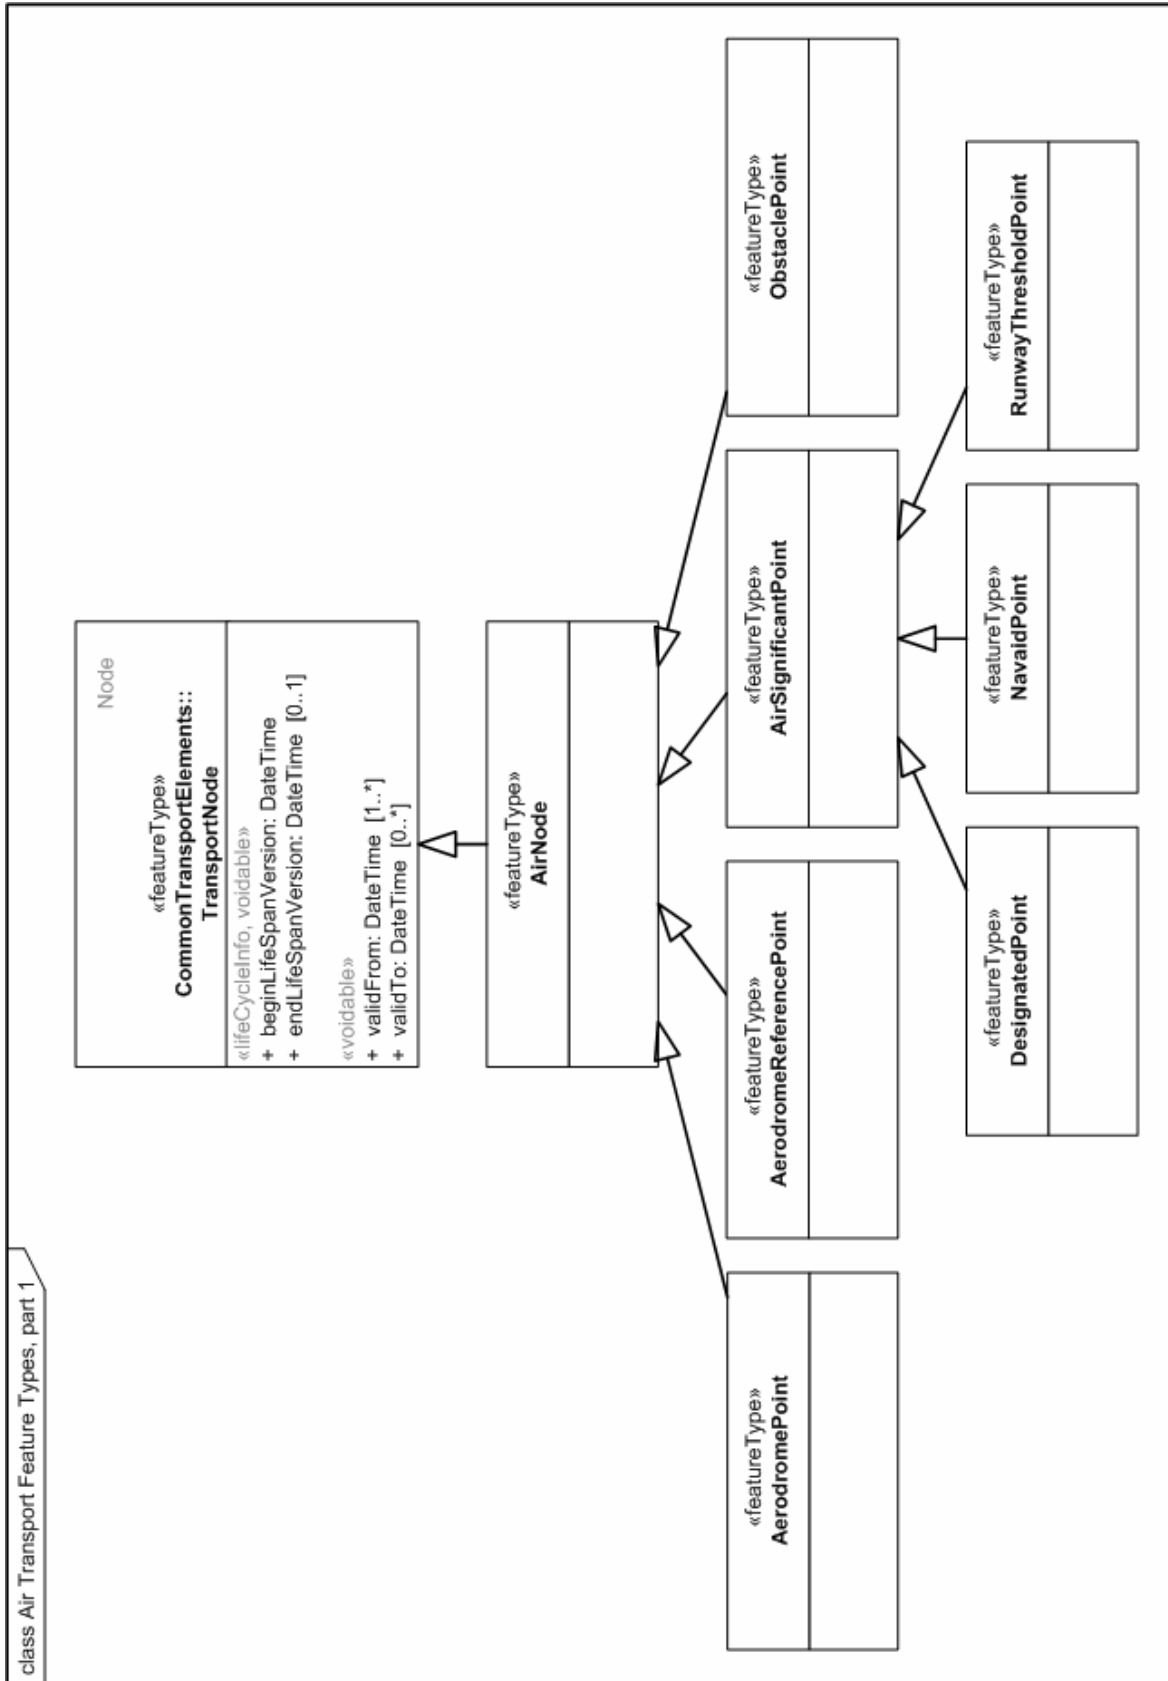 class Air Transport Feature Types, part 1
Node
«featureType»
CommonTransportElements::
TransportNode
«lifeCycleInfo, voidable»
+ beginLifeSpanVersion: DateTime
+ endLifeSpanVersion: DateTime [0..1]
«voidable»
+ validFrom: DateTime [1..*]
+ validTo: DateTime [0..*]
«featureType»
AirNode
«featureType»
AerodromePoint
«featureType»
AerodromeReferencePoint
«featureType»
AirSignificantPoint
«featureType»
ObstaclePoint
«featureType»
DesignatedPoint
«featureType»
NavaidPoint
«featureType»
RunwayThresholdPoint